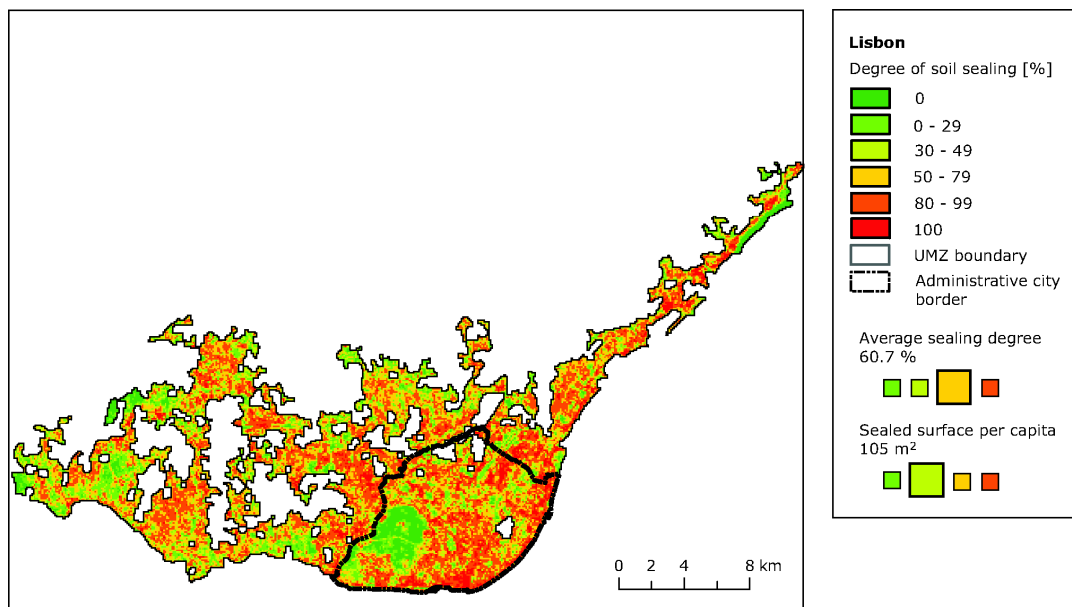 Lisbon
Degree of soil sealing [%]
0
0 - 29
30 - 49
50 - 79
80 - 99
100
UMZ boundary
Administrative city
border
Average sealing degree
60.7 %
Sealed surface per capita
105 m²
0 2 4 8 km